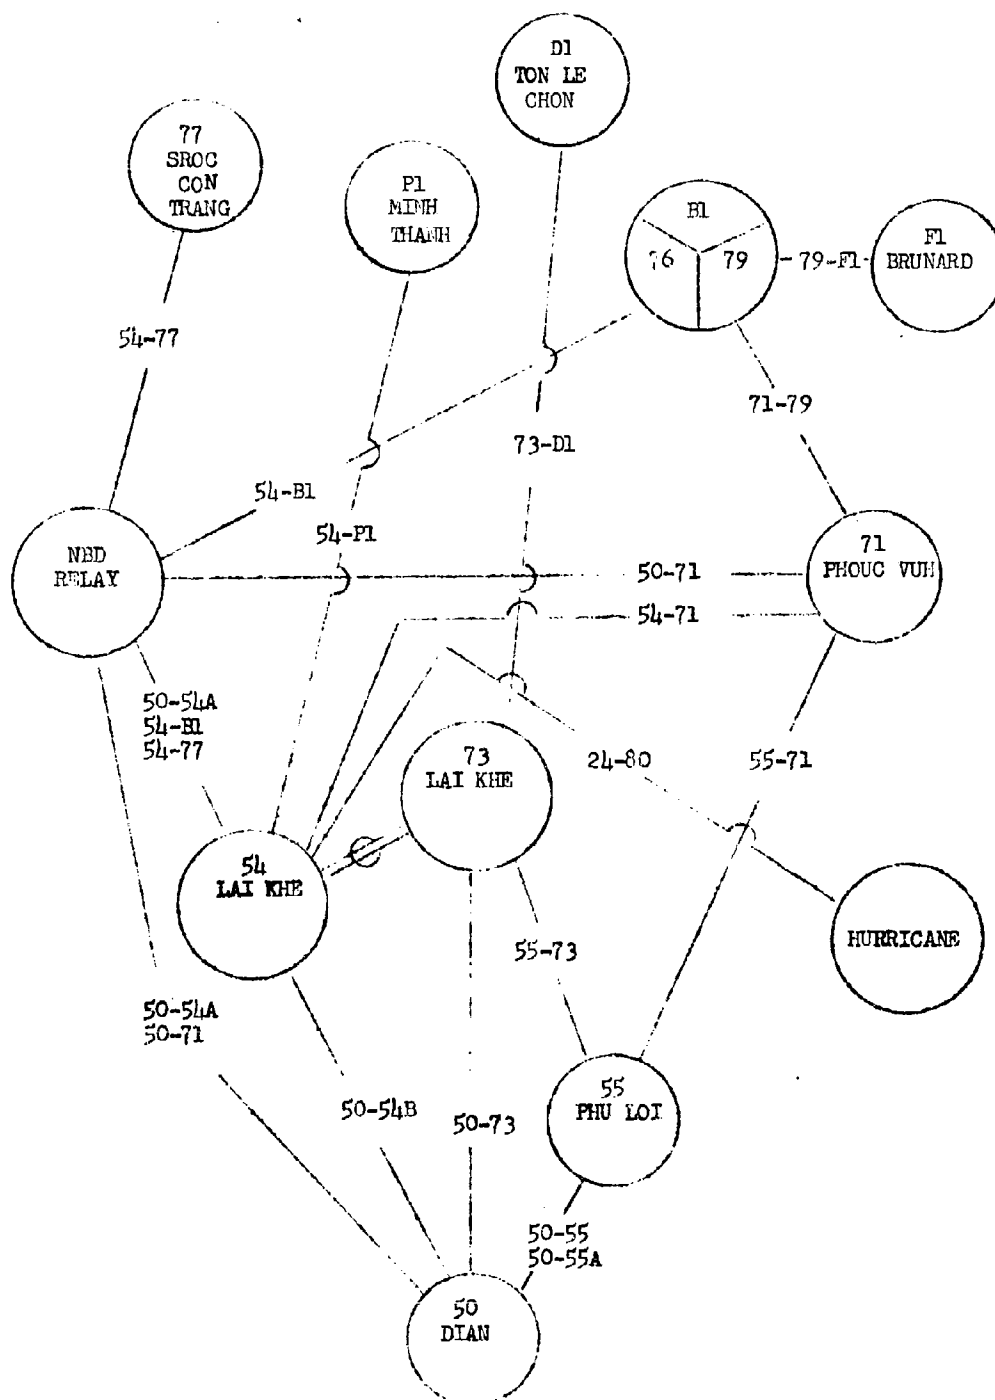 D1
TON LE
CHON
77
SROC
CON
TRANG
P1
MINH
THANH
B1
76
79
79-F1
F1
BRUNARD
54-77
71-79
73-D1
54-B1
54-P1
NBD
RELAY
50-71
54-71
71
PHOUC VUH
50-54A
54-B1
54-77
73
LAI KHE
24-80
55-71
54
LAI KHE
55-73
HURRICANE
50-54A
50-71
50-54B
50-73
55
PHU LOI
50-55
50-55A
50
DIAN